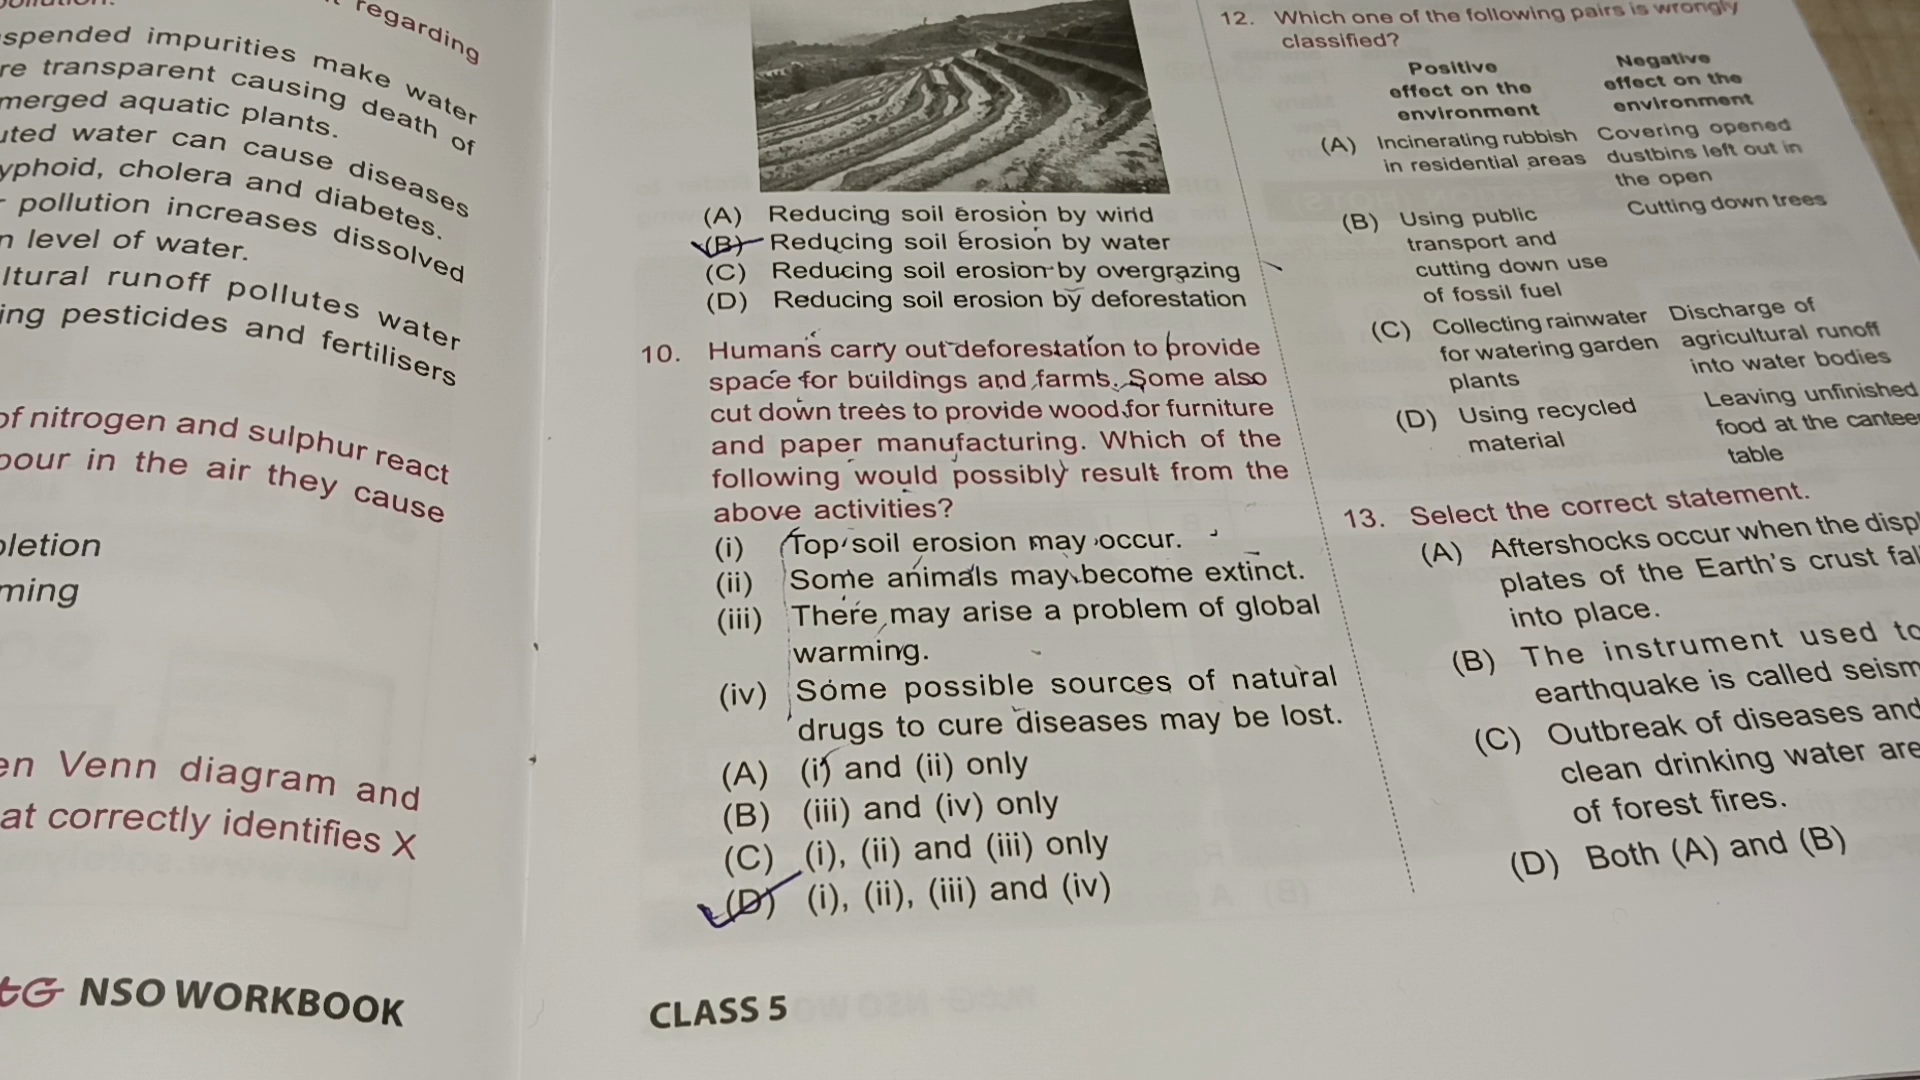 regarding
spended impurities make water
re transparent causing death of
merged aquatic plants.
uted water can cause diseases
yphoid, cholera and diabetes.
pollution increases dissolved
n level of water.
ltural runoff pollutes water
ing pesticides and fertilisers
of nitrogen and sulphur react
pour in the air they cause
pletion
ming
en Venn diagram and
at correctly identifies X
tG NSO WORKBOOK
(A) Reducing soil erosion by wind
(B) Reducing soil erosion by water
(C) Reducing soil erosion by overgrazing
(D) Reducing soil erosion by deforestation
10. Humans carry out deforestation to provide
space for buildings and farms. Some also
cut down trees to provide wood for furniture
and paper manufacturing. Which of the
following would possibly result from the
above activities?
(i) Top soil erosion may occur.
(ii) Some animals may become extinct.
(iii) There may arise a problem of global
warming.
(iv) Some possible sources of natural
drugs to cure diseases may be lost.
(A) (i) and (ii) only
(B) (iii) and (iv) only
(C) (i), (ii) and (iii) only
(D) (i), (ii), (iii) and (iv)
CLASS 5
12. Which one of the following pairs is wrongly
classified?
Positive Negative
effect on the effect on the
environment environment
(A) Incinerating rubbish Covering opened
in residential areas dustbins left out in
the open
(B) Using public Cutting down trees
transport and
cutting down use
of fossil fuel
(C) Collecting rainwater Discharge of
for watering garden agricultural runoff
plants into water bodies
(D) Using recycled Leaving unfinished
material food at the cantee
table
13. Select the correct statement.
(A) Aftershocks occur when the displ
plates of the Earth's crust fal
into place.
(B) The instrument used to
earthquake is called seism
(C) Outbreak of diseases and
clean drinking water are
of forest fires.
(D) Both (A) and (B)